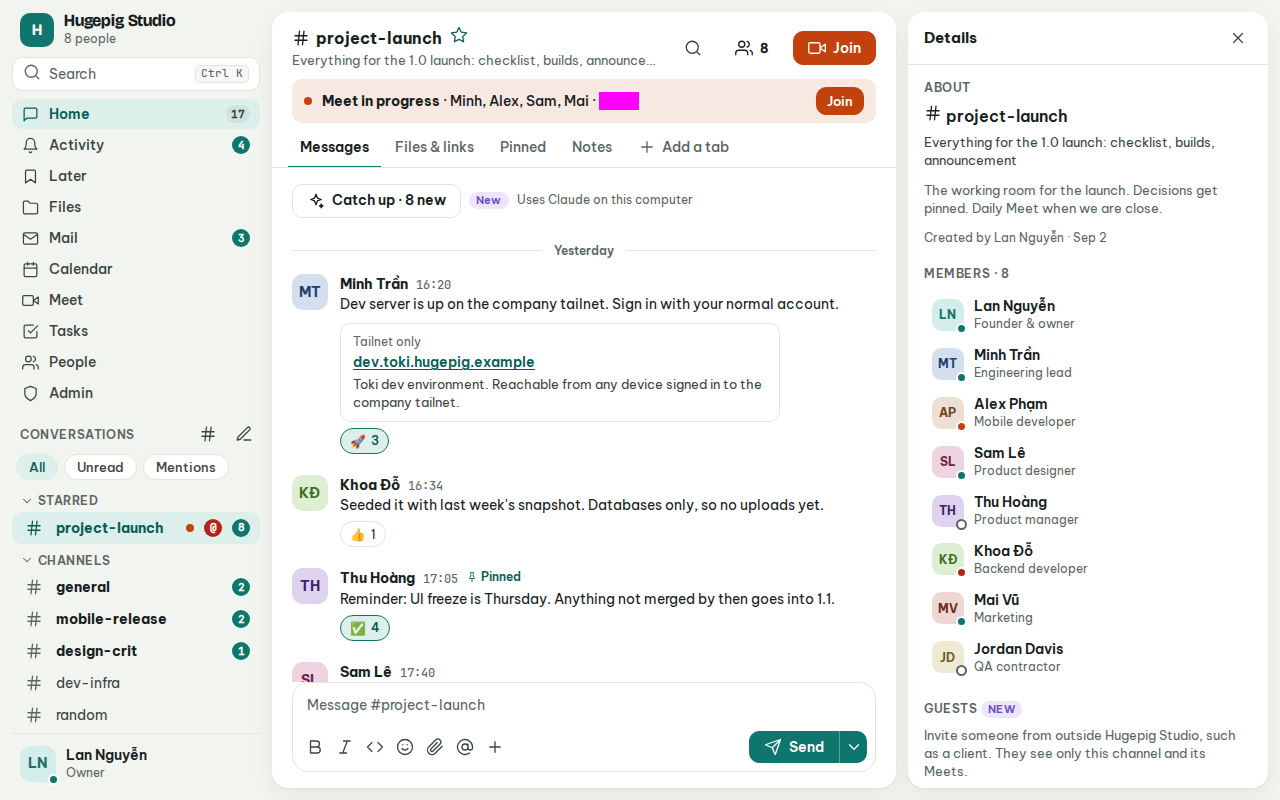 H
Hugepig Studio
8 people
Search
Ctrl K
Home
17
Activity
4
Later
Files
Mail
3
Calendar
Meet
Tasks
People
Admin
CONVERSATIONS
All
Unread
Mentions
STARRED
project-launch
@
8
CHANNELS
general
2
mobile-release
2
design-crit
1
dev-infra
random
LN
Lan Nguyễn
Owner
# project-launch
Everything for the 1.0 launch: checklist, builds, announce...
8
Join
Meet in progress · Minh, Alex, Sam, Mai ·
Join
Messages
Files & links
Pinned
Notes
Add a tab
Catch up · 8 new
New
Uses Claude on this computer
Yesterday
MT
Minh Trần 16:20
Dev server is up on the company tailnet. Sign in with your normal account.
Tailnet only
dev.toki.hugepig.example
Toki dev environment. Reachable from any device signed in to the
company tailnet.
🚀 3
KĐ
Khoa Đỗ 16:34
Seeded it with last week's snapshot. Databases only, so no uploads yet.
👍 1
TH
Thu Hoàng 17:05 Pinned
Reminder: UI freeze is Thursday. Anything not merged by then goes into 1.1.
✅ 4
SL
Sam Lê 17:40
Message #project-launch
Send
Details
ABOUT
# project-launch
Everything for the 1.0 launch: checklist, builds,
announcement
The working room for the launch. Decisions get
pinned. Daily Meet when we are close.
Created by Lan Nguyễn · Sep 2
MEMBERS · 8
LN
Lan Nguyễn
Founder & owner
MT
Minh Trần
Engineering lead
AP
Alex Phạm
Mobile developer
SL
Sam Lê
Product designer
TH
Thu Hoàng
Product manager
KĐ
Khoa Đỗ
Backend developer
MV
Mai Vũ
Marketing
JD
Jordan Davis
QA contractor
GUESTS NEW
Invite someone from outside Hugepig Studio, such
as a client. They see only this channel and its
Meets.